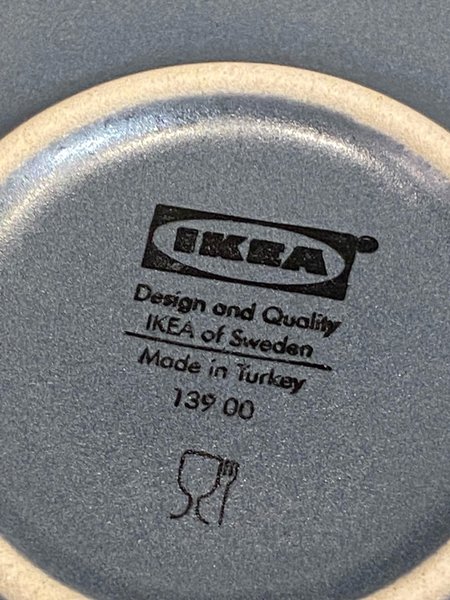 IKEA®
Design and Quality
IKEA of Sweden
Made in Turkey
139 00